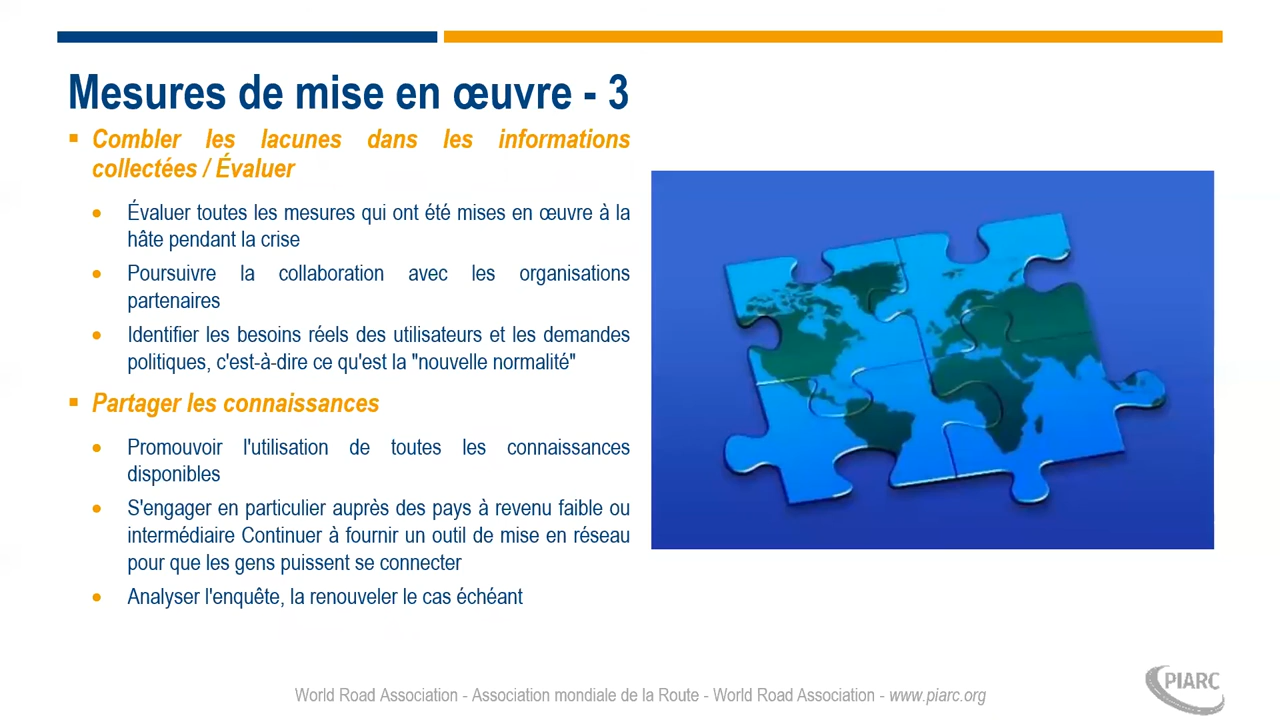 Mesures de mise en œuvre - 3
▪ Combler les lacunes dans les informations
collectées / Évaluer
• Évaluer toutes les mesures qui ont été mises en œuvre à la
hâte pendant la crise
• Poursuivre la collaboration avec les organisations
partenaires
• Identifier les besoins réels des utilisateurs et les demandes
politiques, c'est-à-dire ce qu'est la "nouvelle normalité"
▪ Partager les connaissances
• Promouvoir l'utilisation de toutes les connaissances
disponibles
• S'engager en particulier auprès des pays à revenu faible ou
intermédiaire Continuer à fournir un outil de mise en réseau
pour que les gens puissent se connecter
• Analyser l'enquête, la renouveler le cas échéant
World Road Association - Association mondiale de la Route - World Road Association - www.piarc.org
PIARC